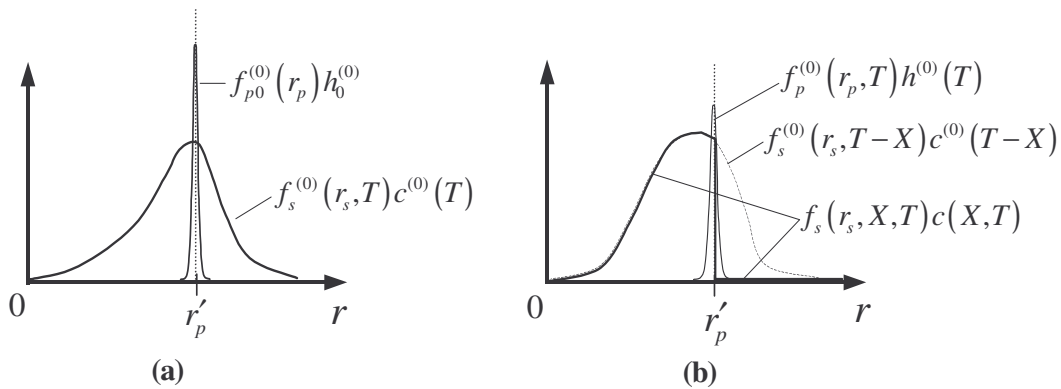 f_{p0}^{(0)}(r_p)h_0^{(0)}
f_s^{(0)}(r_s,T)c^{(0)}(T)
0
r'_p
r
(a)
f_p^{(0)}(r_p,T)h^{(0)}(T)
f_s^{(0)}(r_s,T−X)c^{(0)}(T−X)
f_s(r_s,X,T)c(X,T)
0
r'_p
r
(b)